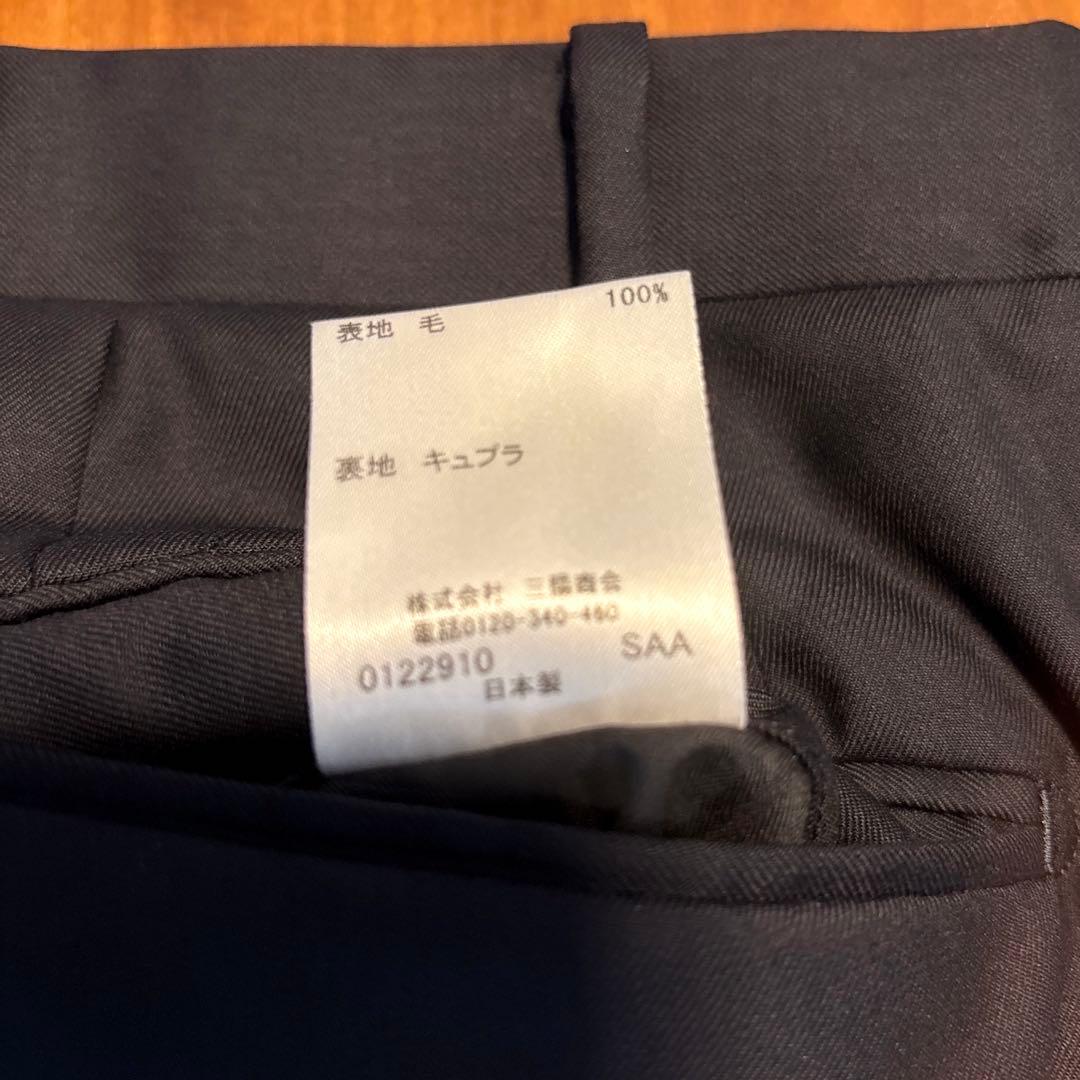 表地 毛 100%
裏地 キュプラ
株式会社 三陽商会
電話0120-340-460
0122910 SAA
日本製